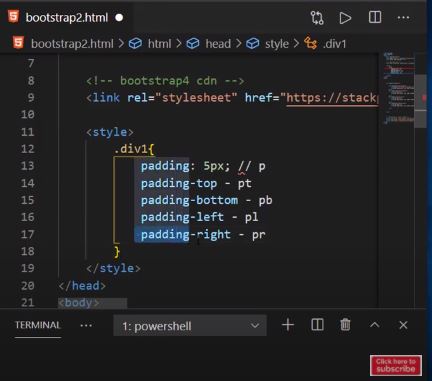 bootstrap2.html
bootstrap2.html > html > head > style > .div1
7
8 <!-- bootstrap4 cdn -->
9 <link rel="stylesheet" href="https://stackp
10
11 <style>
12 .div1{
13 padding: 5px; // p
14 padding-top - pt
15 padding-bottom - pb
16 padding-left - pl
17 padding-right - pr
18 }
19 </style>
20 </head>
21 <body>
TERMINAL ... 1: powershell
Click here to
subscribe